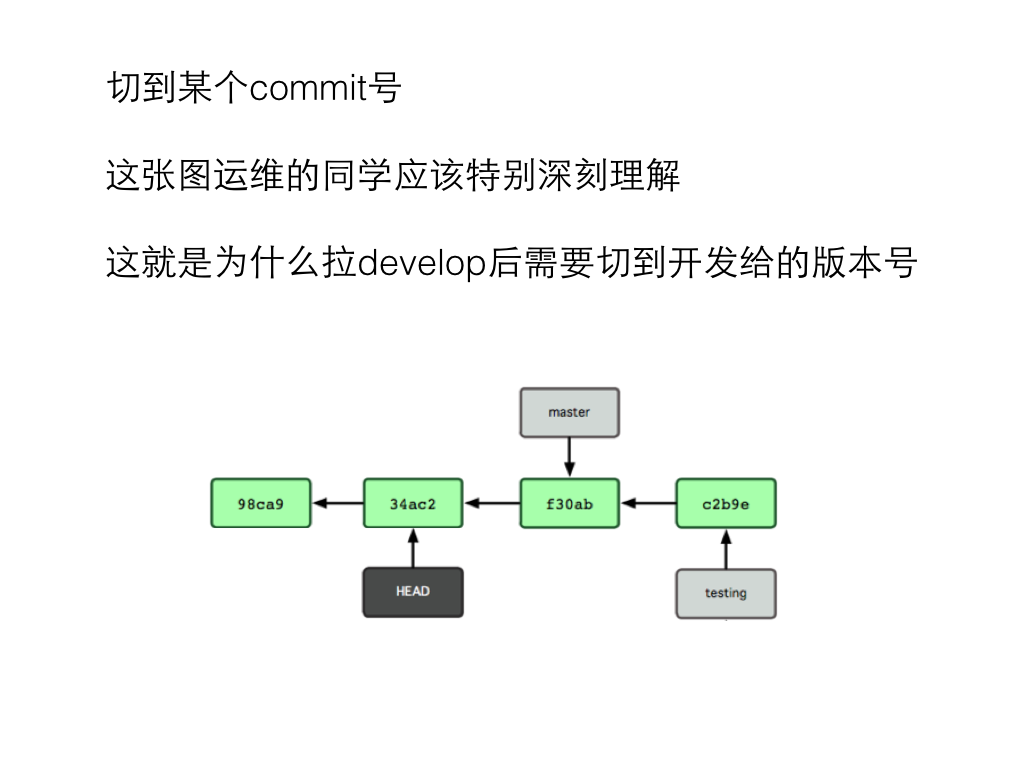 切到某个commit号
这张图运维的同学应该特别深刻理解
这就是为什么拉develop后需要切到开发给的版本号
master
98ca9
34ac2
f30ab
c2b9e
HEAD
testing